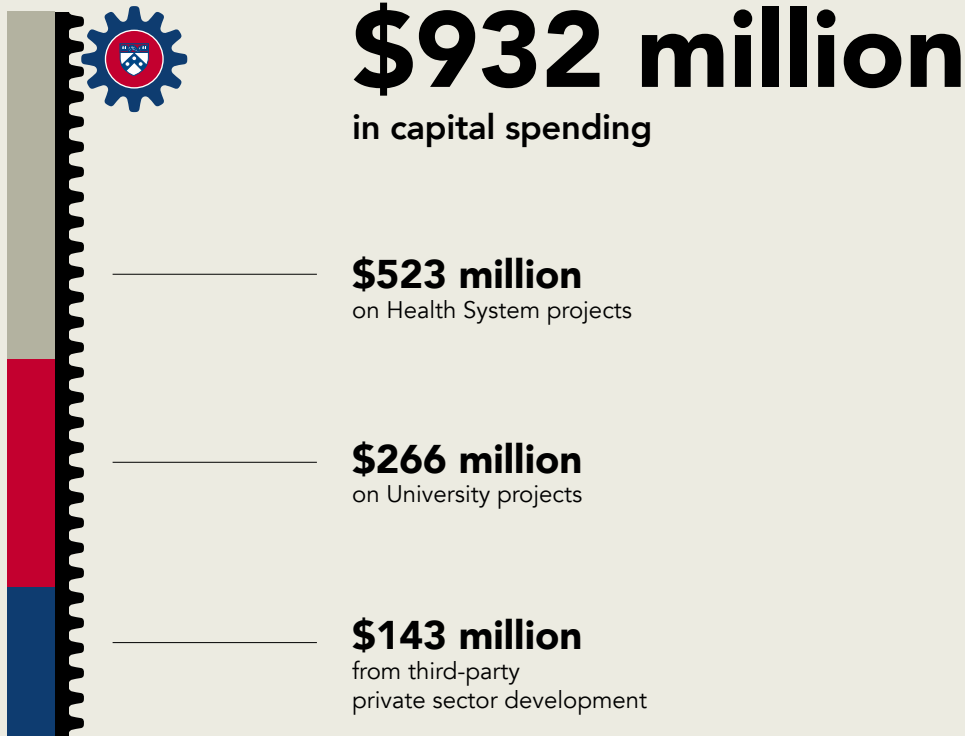 $932 million
in capital spending
$523 million
on Health System projects
$266 million
on University projects
$143 million
from third-party
private sector development